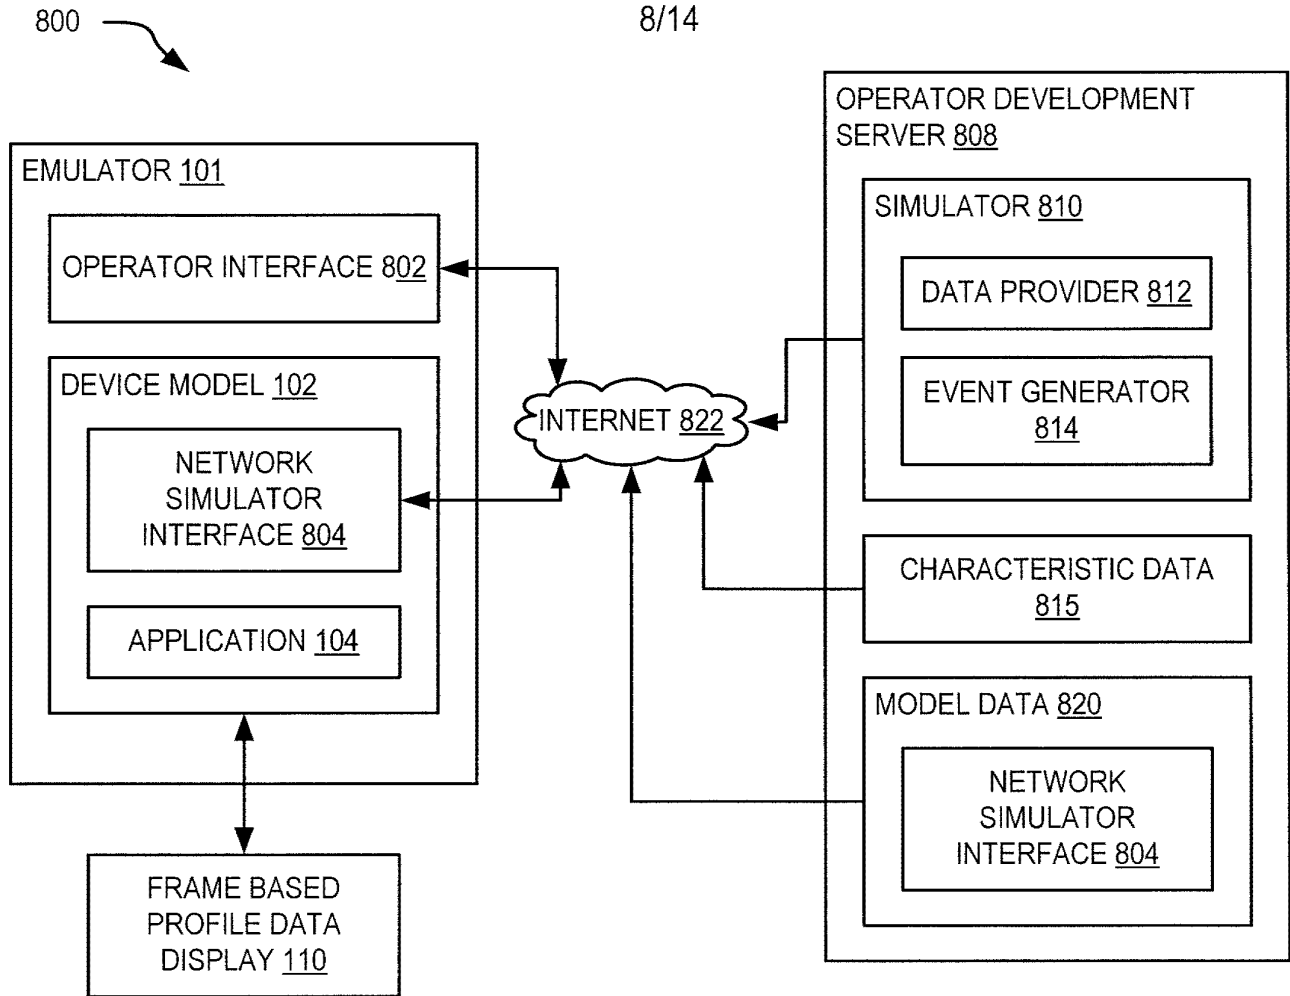 800
8/14
EMULATOR 101
OPERATOR INTERFACE 802
DEVICE MODEL 102
NETWORK
SIMULATOR
INTERFACE 804
APPLICATION 104
FRAME BASED
PROFILE DATA
DISPLAY 110
INTERNET 822
OPERATOR DEVELOPMENT
SERVER 808
SIMULATOR 810
DATA PROVIDER 812
EVENT GENERATOR
814
CHARACTERISTIC DATA
815
MODEL DATA 820
NETWORK
SIMULATOR
INTERFACE 804